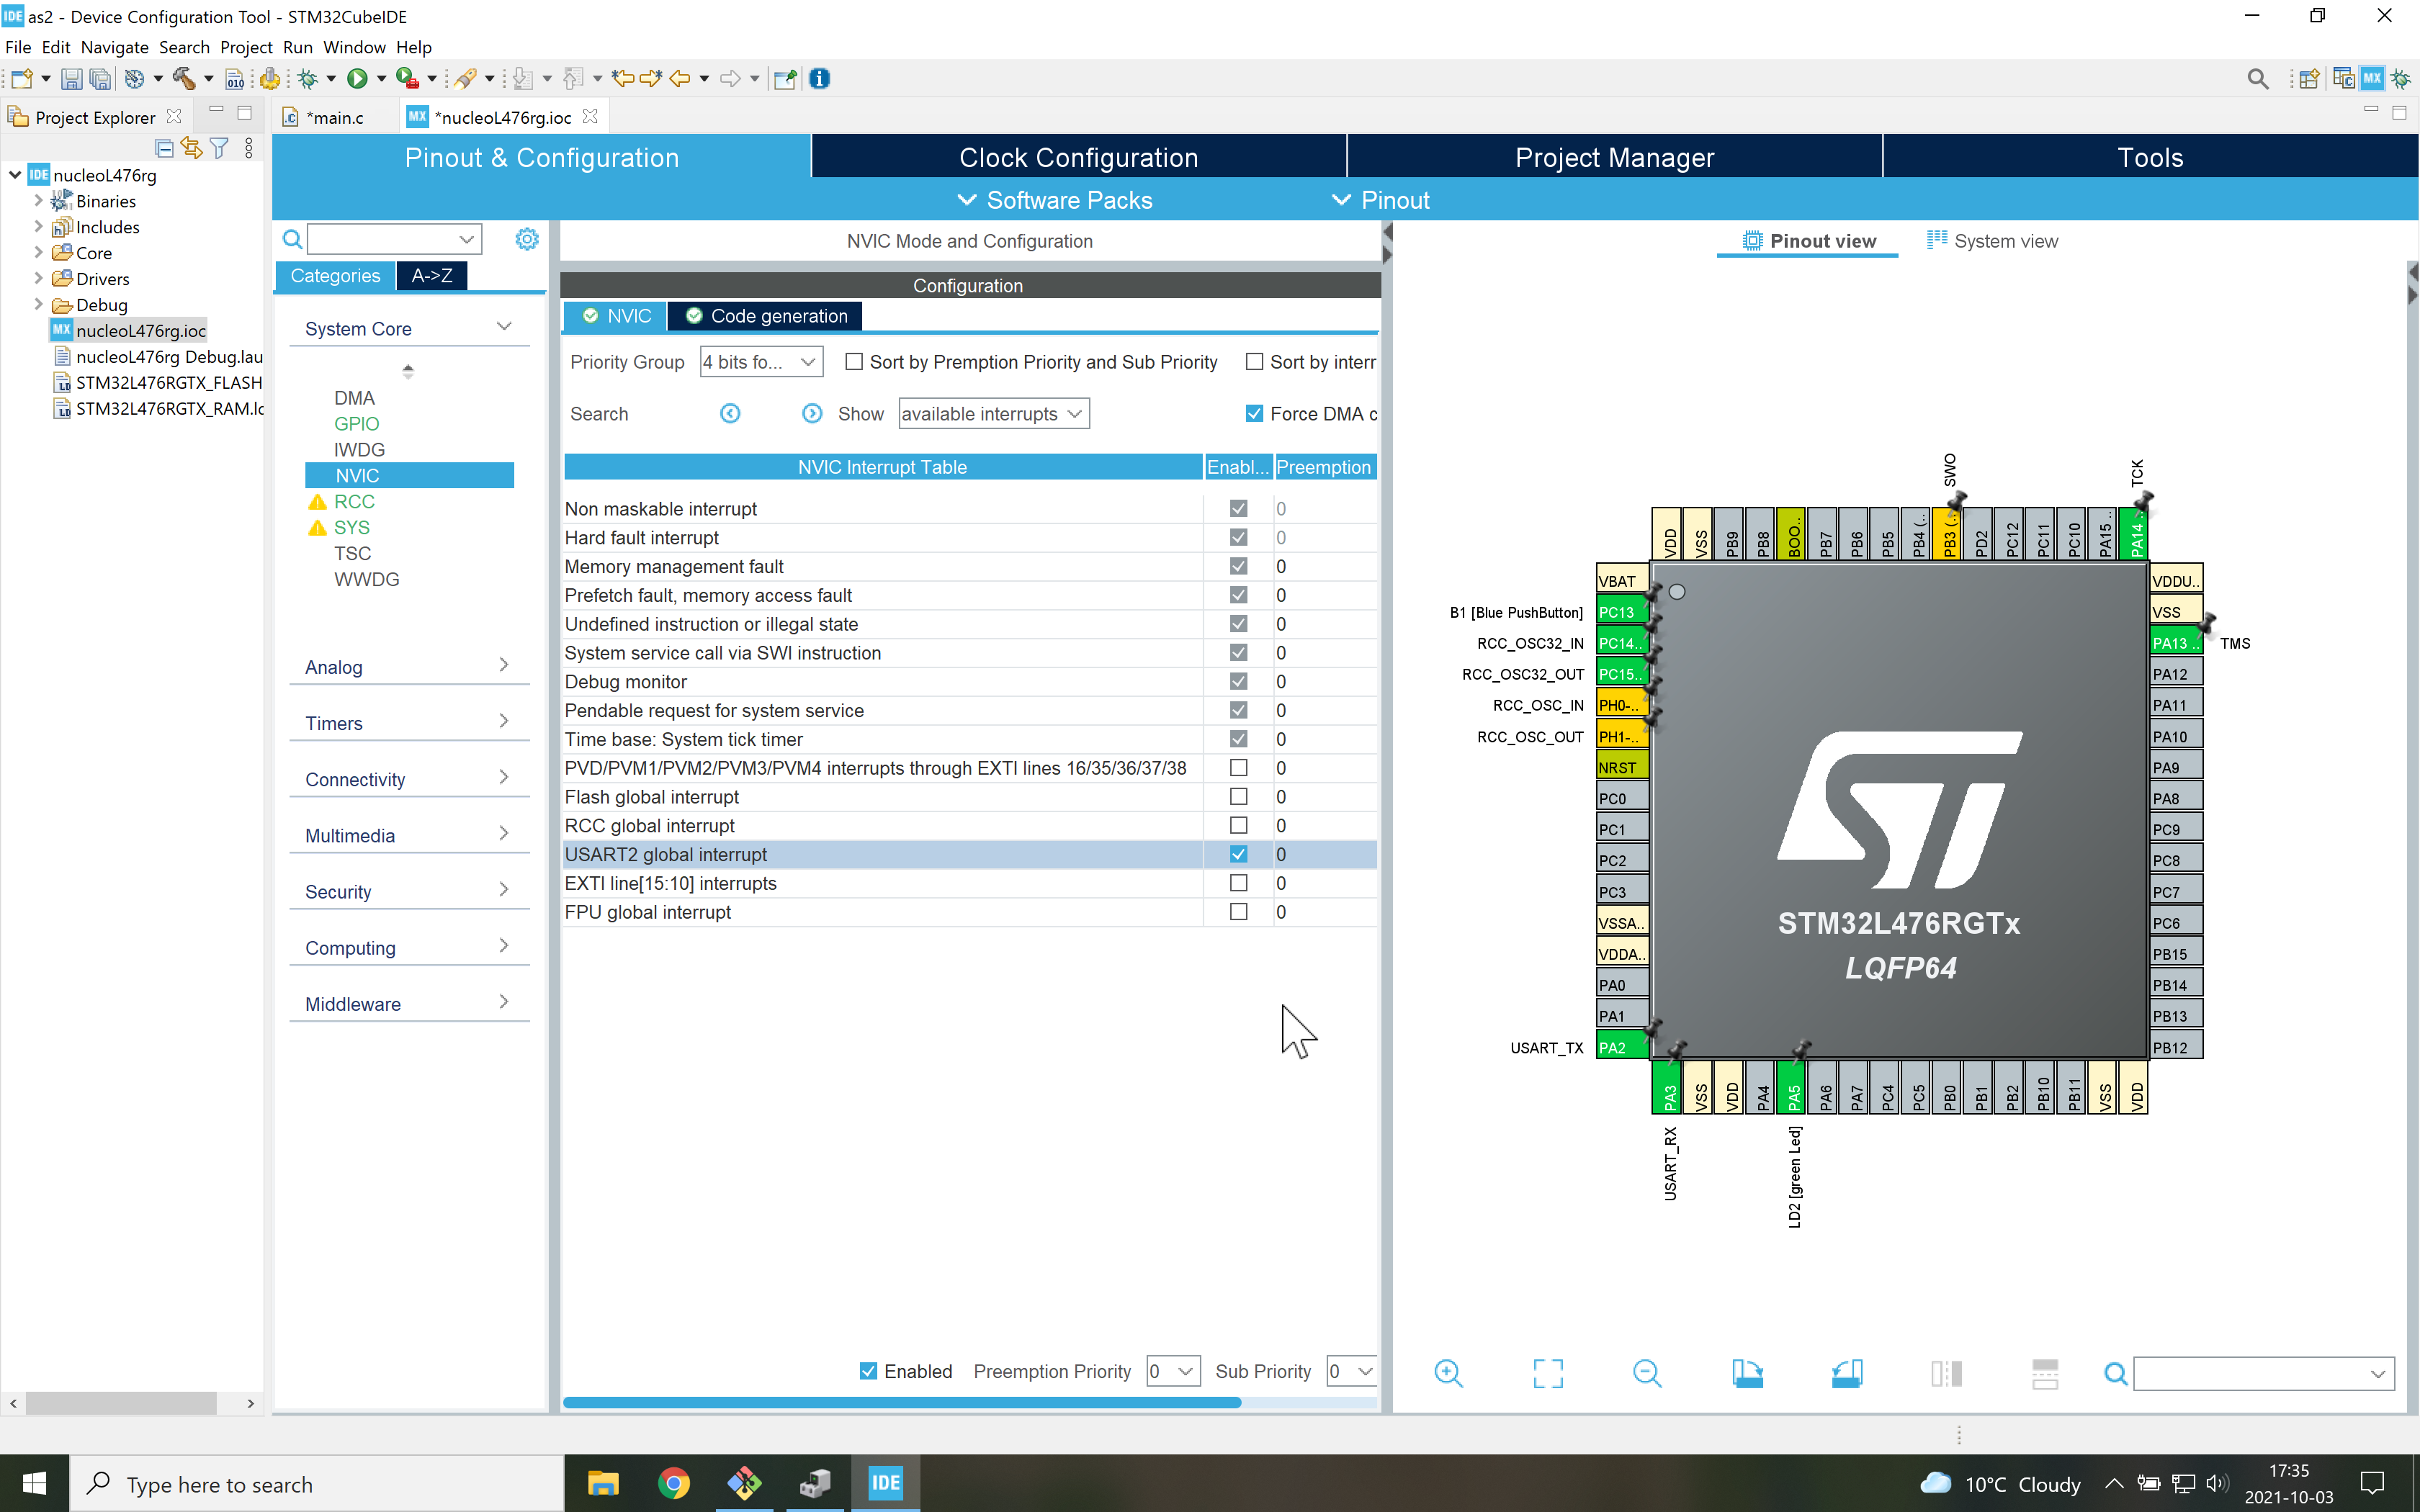 IDE as2 - Device Configuration Tool - STM32CubeIDE
File Edit Navigate Search Project Run Window Help
010
MX
Project Explorer
*main.c
MX *nucleoL476rg.ioc
IDE nucleoL476rg
Binaries
Includes
Core
Drivers
Debug
MX nucleoL476rg.ioc
nucleoL476rg Debug.lau
STM32L476RGTX_FLASH
STM32L476RGTX_RAM.lc
Pinout & Configuration
Clock Configuration
Project Manager
Tools
Software Packs
Pinout
Categories
A->Z
System Core
DMA
GPIO
IWDG
NVIC
RCC
SYS
TSC
WWDG
Analog
Timers
Connectivity
Multimedia
Security
Computing
Middleware
NVIC Mode and Configuration
Configuration
NVIC
Code generation
Priority Group 4 bits fo... Sort by Premption Priority and Sub Priority Sort by interr
Search Show available interrupts Force DMA c
NVIC Interrupt Table Enabl... Preemption
Non maskable interrupt 0
Hard fault interrupt 0
Memory management fault 0
Prefetch fault, memory access fault 0
Undefined instruction or illegal state 0
System service call via SWI instruction 0
Debug monitor 0
Pendable request for system service 0
Time base: System tick timer 0
PVD/PVM1/PVM2/PVM3/PVM4 interrupts through EXTI lines 16/35/36/37/38 0
Flash global interrupt 0
RCC global interrupt 0
USART2 global interrupt 0
EXTI line[15:10] interrupts 0
FPU global interrupt 0
Enabled Preemption Priority 0 Sub Priority 0
Pinout view
System view
SWO
TCK
VDD
VSS
PB9
PB8
BOO..
PB7
PB6
PB5
PB4 (..
PB3 (..
PD2
PC12
PC11
PC10
PA15 ..
PA14 ..
VBAT
B1 [Blue PushButton] PC13
RCC_OSC32_IN PC14..
RCC_OSC32_OUT PC15..
RCC_OSC_IN PH0-..
RCC_OSC_OUT PH1-..
NRST
PC0
PC1
PC2
PC3
VSSA..
VDDA..
PA0
PA1
USART_TX PA2
VDDU..
VSS
PA13 .. TMS
PA12
PA11
PA10
PA9
PA8
PC9
PC8
PC7
PC6
PB15
PB14
PB13
PB12
ST
STM32L476RGTx
LQFP64
PA3
VSS
VDD
PA4
PA5
PA6
PA7
PC4
PC5
PB0
PB1
PB2
PB10
PB11
VSS
VDD
USART_RX
LD2 [green Led]
Type here to search
IDE
10°C Cloudy
17:35
2021-10-03